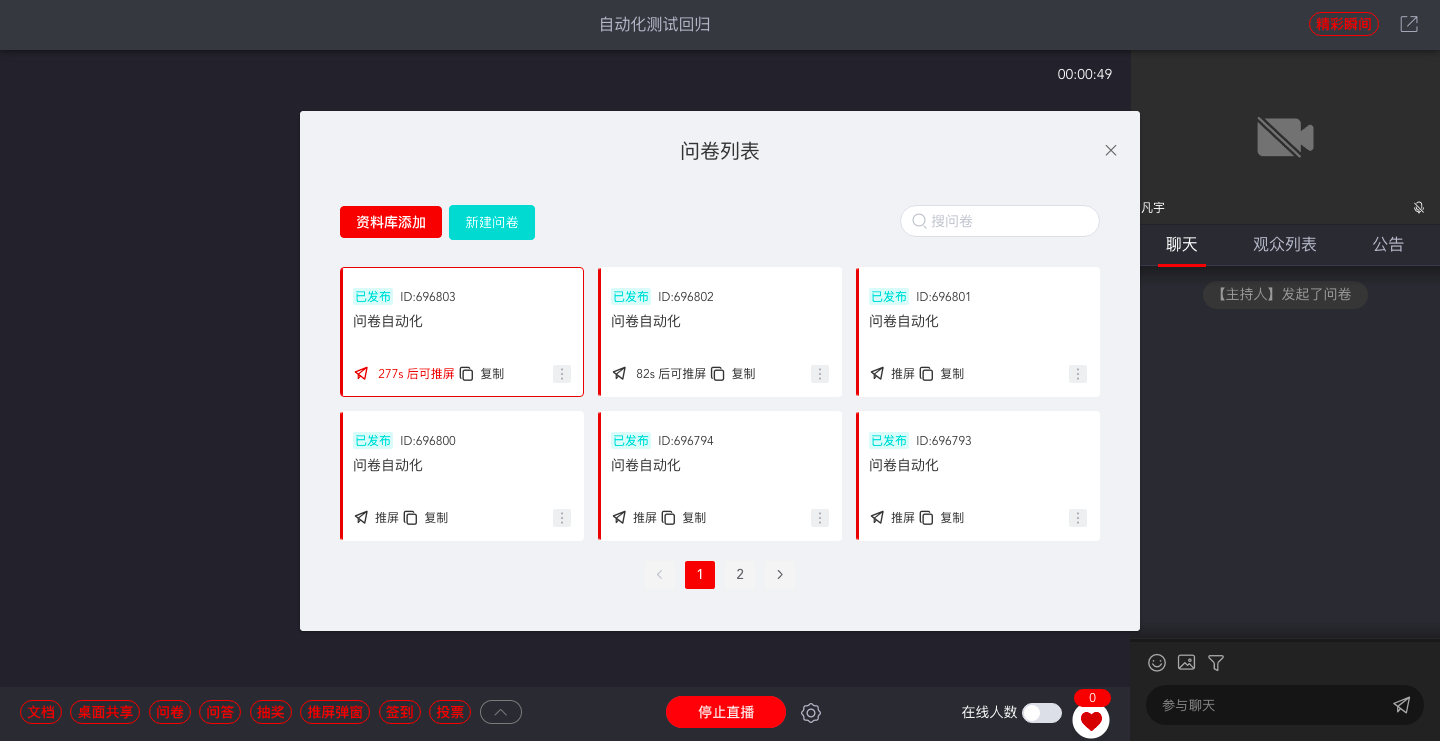 自动化测试回归
精彩瞬间
00:00:49
问卷列表
资料库添加 新建问卷 搜问卷
已发布 ID:696803
问卷自动化
277s 后可推屏 复制
已发布 ID:696802
问卷自动化
82s 后可推屏 复制
已发布 ID:696801
问卷自动化
推屏 复制
已发布 ID:696800
问卷自动化
推屏 复制
已发布 ID:696794
问卷自动化
推屏 复制
已发布 ID:696793
问卷自动化
推屏 复制
1 2
凡宇
聊天 观众列表 公告
【主持人】发起了问卷
参与聊天
文档 桌面共享 问卷 问答 抽奖 推屏弹窗 签到 投票
停止直播
在线人数
0